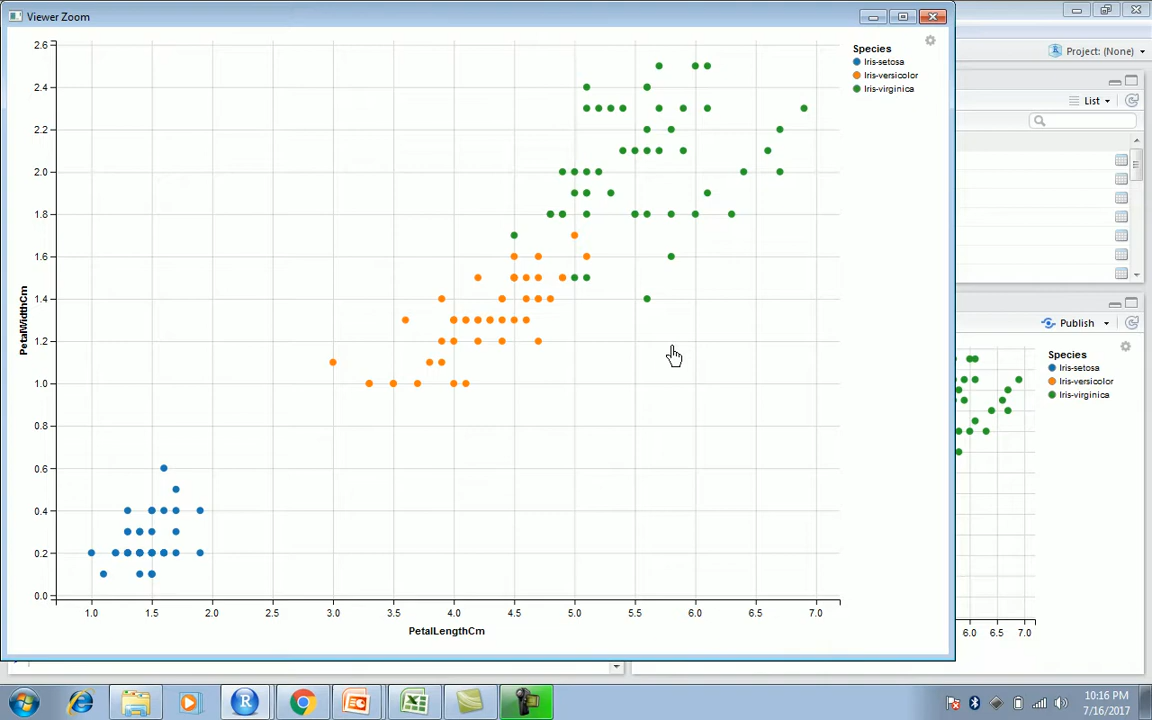 Viewer Zoom
Project: (None)
List
Species
Iris-setosa
Iris-versicolor
Iris-virginica
2.6
2.4
2.2
2.0
1.8
1.6
1.4
1.2
1.0
0.8
0.6
0.4
0.2
0.0
PetalWidthCm
1.0 1.5 2.0 2.5 3.0 3.5 4.0 4.5 5.0 5.5 6.0 6.5 7.0
PetalLengthCm
Publish
Species
Iris-setosa
Iris-versicolor
Iris-virginica
6.0 6.5 7.0
10:16 PM
7/16/2017